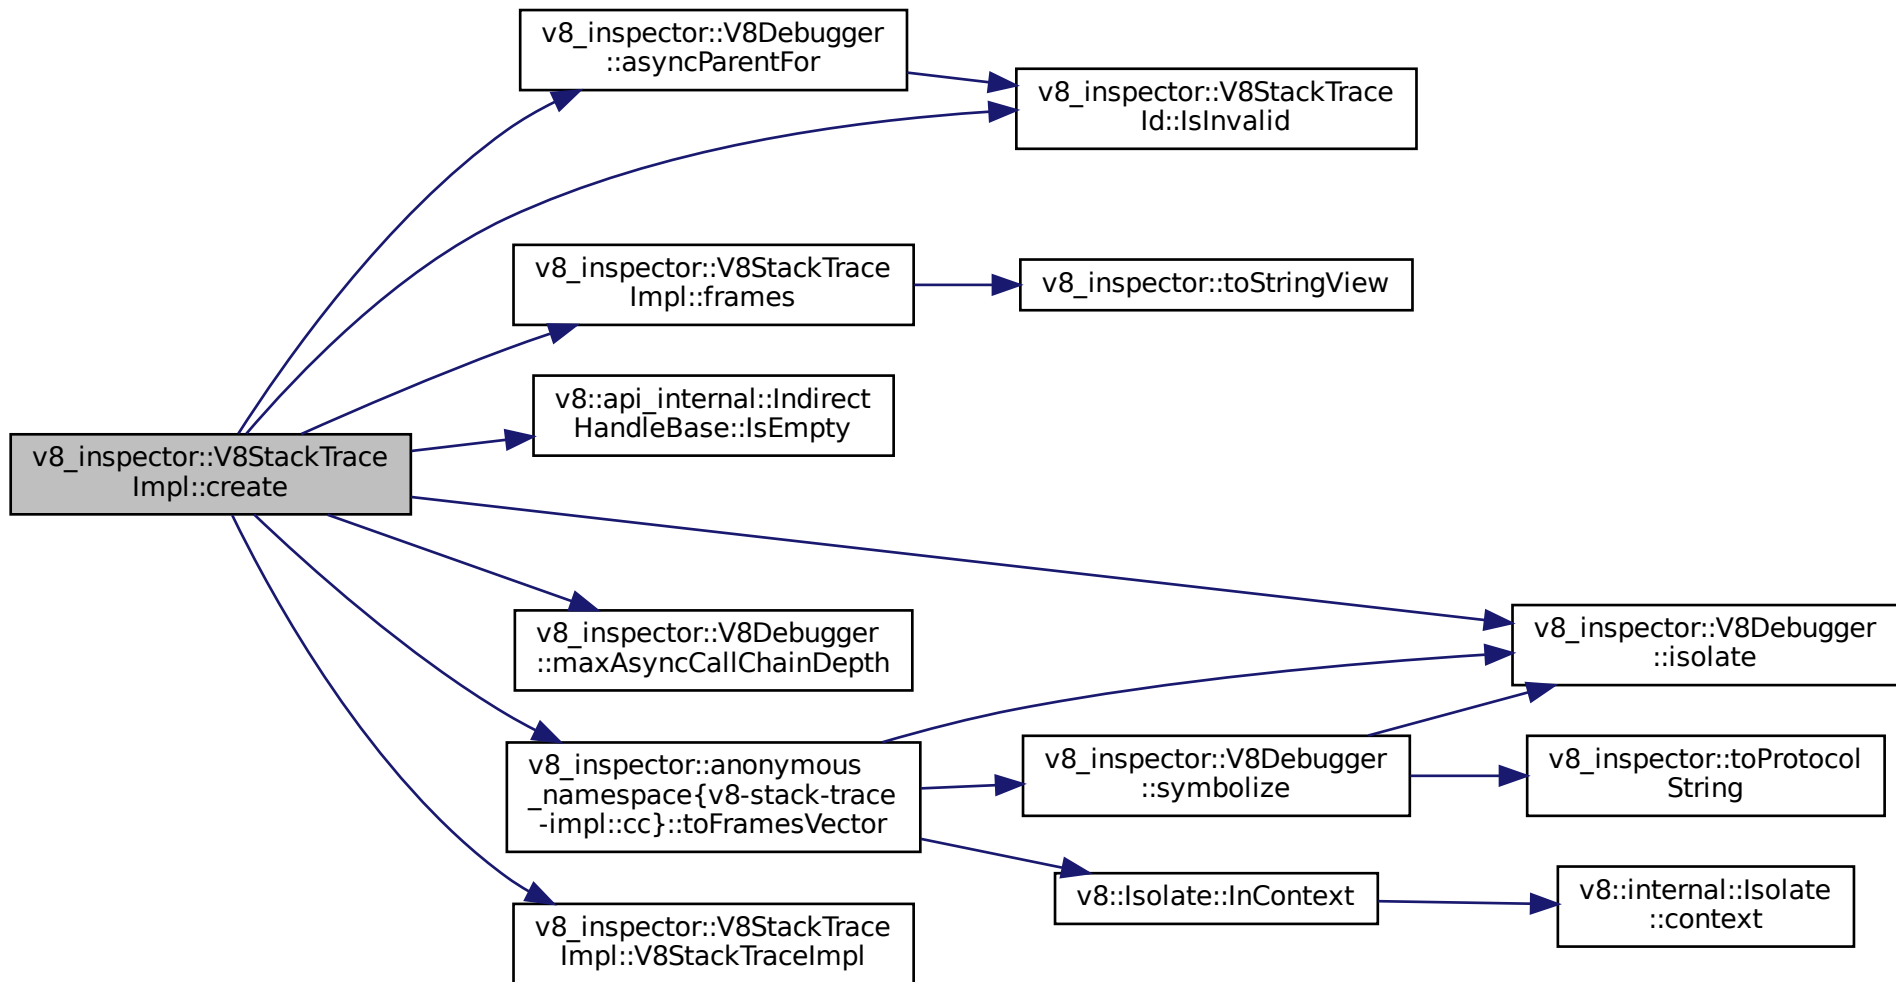 v8_inspector::V8Debugger
::asyncParentFor
v8_inspector::V8StackTrace
Id::IsInvalid
v8_inspector::V8StackTrace
Impl::frames
v8_inspector::toStringView
v8::api_internal::Indirect
HandleBase::IsEmpty
v8_inspector::V8StackTrace
Impl::create
v8_inspector::V8Debugger
::maxAsyncCallChainDepth
v8_inspector::V8Debugger
::isolate
v8_inspector::anonymous
_namespace{v8-stack-trace
-impl::cc}::toFramesVector
v8_inspector::V8Debugger
::symbolize
v8_inspector::toProtocol
String
v8::Isolate::InContext
v8::internal::Isolate
::context
v8_inspector::V8StackTrace
Impl::V8StackTraceImpl